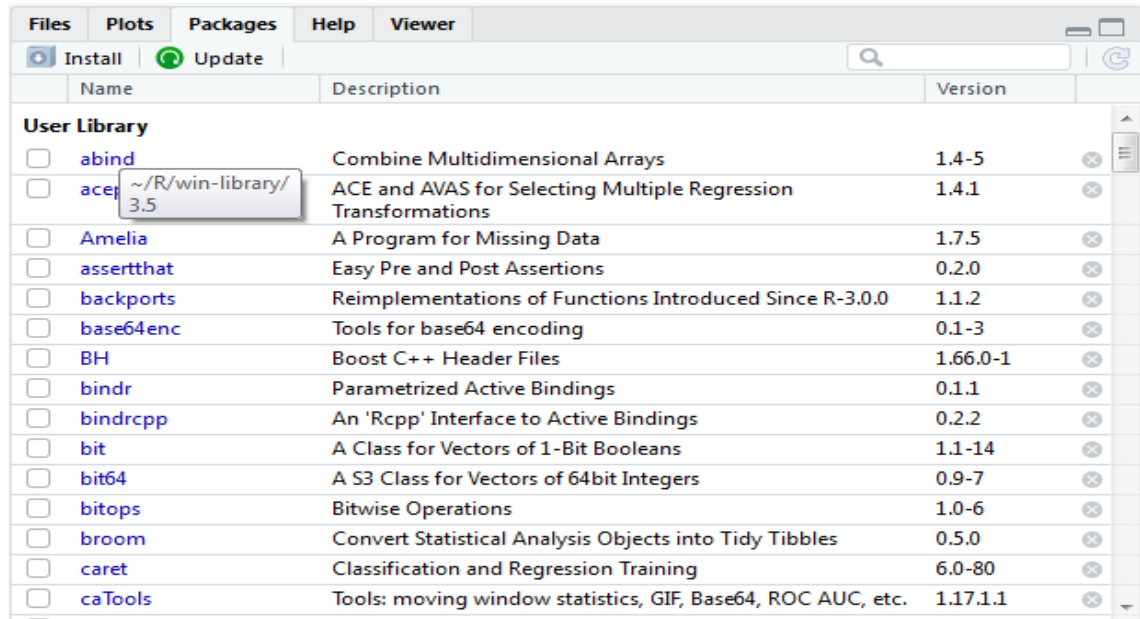 Files Plots Packages Help Viewer
Install Update
Name Description Version
User Library
abind Combine Multidimensional Arrays 1.4-5
~/R/win-library/
3.5
ACE and AVAS for Selecting Multiple Regression 1.4.1
Transformations
Amelia A Program for Missing Data 1.7.5
assertthat Easy Pre and Post Assertions 0.2.0
backports Reimplementations of Functions Introduced Since R-3.0.0 1.1.2
base64enc Tools for base64 encoding 0.1-3
BH Boost C++ Header Files 1.66.0-1
bindr Parametrized Active Bindings 0.1.1
bindrcpp An 'Rcpp' Interface to Active Bindings 0.2.2
bit A Class for Vectors of 1-Bit Booleans 1.1-14
bit64 A S3 Class for Vectors of 64bit Integers 0.9-7
bitops Bitwise Operations 1.0-6
broom Convert Statistical Analysis Objects into Tidy Tibbles 0.5.0
caret Classification and Regression Training 6.0-80
caTools Tools: moving window statistics, GIF, Base64, ROC AUC, etc. 1.17.1.1